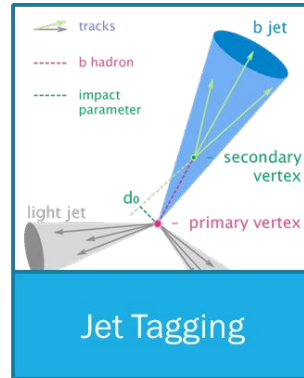 tracks
b jet
b hadron
impact
parameter
secondary
vertex
d₀
light jet
primary vertex
Jet Tagging